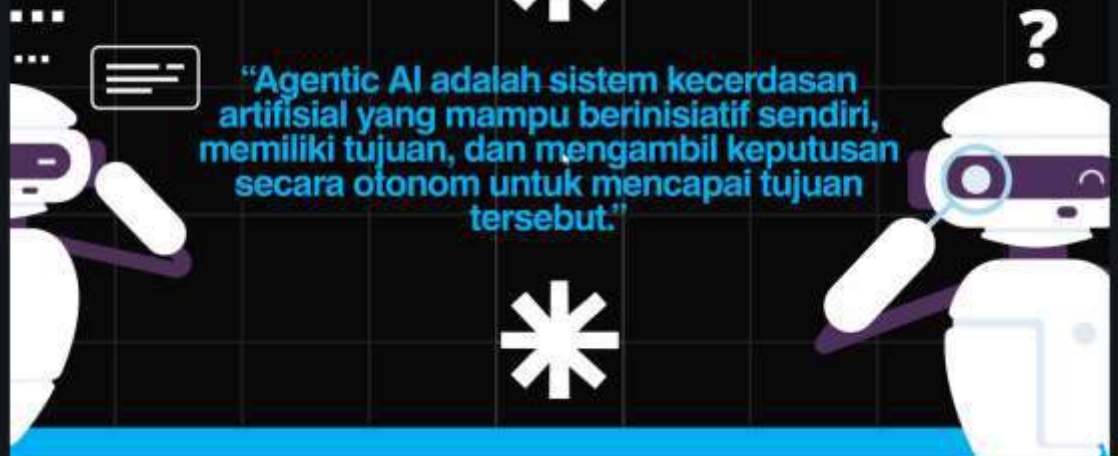 ?
“Agentic AI adalah sistem kecerdasan
artifisial yang mampu berinisiatif sendiri,
memiliki tujuan, dan mengambil keputusan
secara otonom untuk mencapai tujuan
tersebut.”